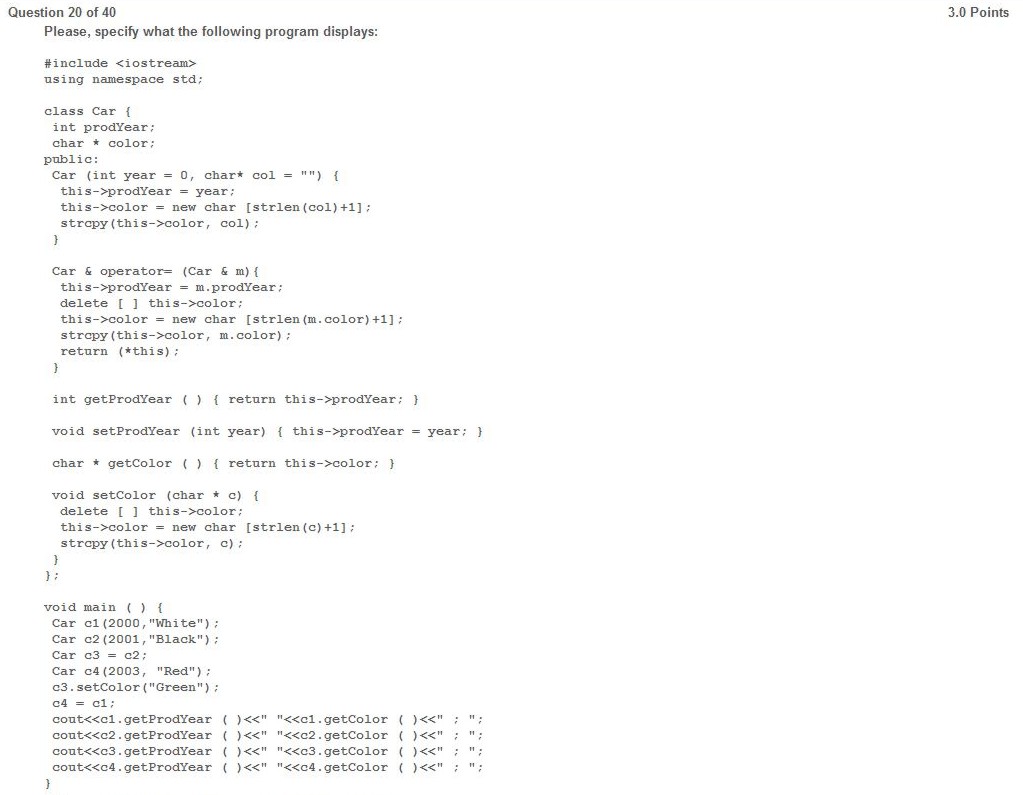 Question 20 of 40 3.0 Points
Please, specify what the following program displays:
#include <iostream>
using namespace std;
class Car {
int prodYear;
char * color;
public:
Car (int year = 0, char* col = "") {
this->prodYear = year;
this->color = new char [strlen(col)+1];
strcpy(this->color, col);
}
Car & operator= (Car & m){
this->prodYear = m.prodYear;
delete [ ] this->color;
this->color = new char [strlen(m.color)+1];
strcpy(this->color, m.color);
return (*this);
}
int getProdYear ( ) { return this->prodYear; }
void setProdYear (int year) { this->prodYear = year; }
char * getColor ( ) { return this->color; }
void setColor (char * c) {
delete [ ] this->color;
this->color = new char [strlen(c)+1];
strcpy(this->color, c);
}
};
void main ( ) {
Car c1(2000,"White");
Car c2(2001,"Black");
Car c3 = c2;
Car c4(2003, "Red");
c3.setColor("Green");
c4 = c1;
cout<<c1.getProdYear ( )<<" "<<c1.getColor ( )<<" ; ";
cout<<c2.getProdYear ( )<<" "<<c2.getColor ( )<<" ; ";
cout<<c3.getProdYear ( )<<" "<<c3.getColor ( )<<" ; ";
cout<<c4.getProdYear ( )<<" "<<c4.getColor ( )<<" ; ";
}